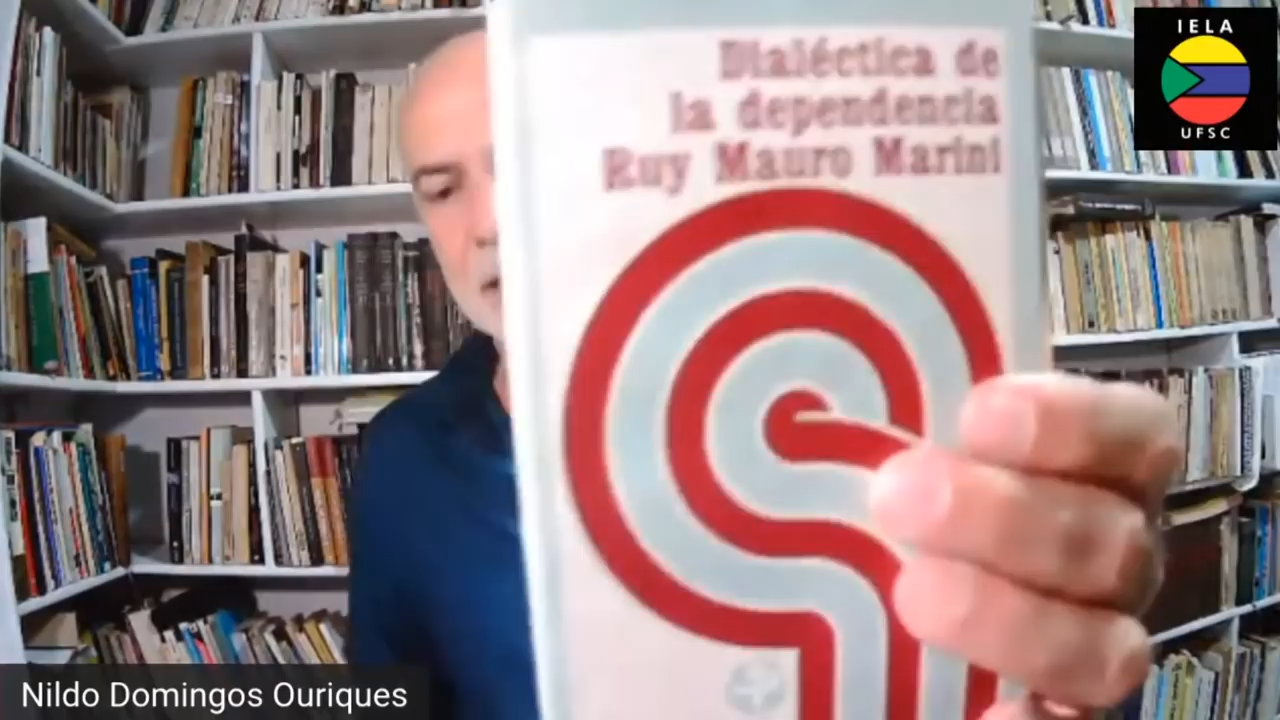 Dialéctica de
la dependencia
Ruy Mauro Marini
IELA
UFSC
Nildo Domingos Ouriques